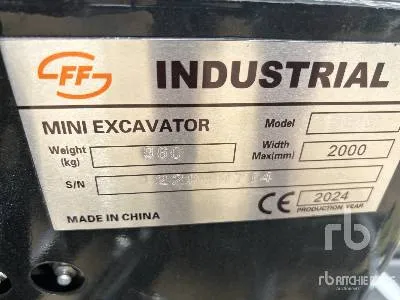 FF INDUSTRIAL
MINI EXCAVATOR Model
Weight (kg) Width Max(mm) 2000
S/N
MADE IN CHINA CE 2024
PRODUCTION YEAR
rb
RITCHIE BROS
Auctioneers